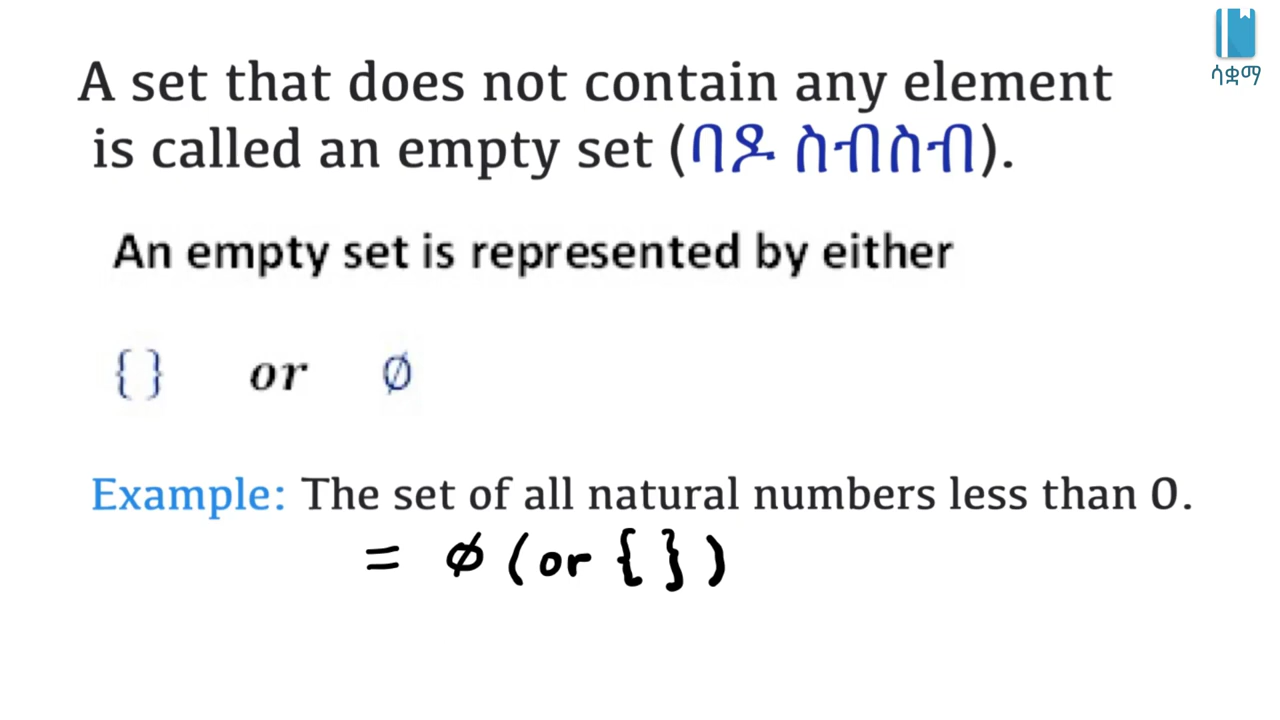 ሳቋማ
A set that does not contain any element
is called an empty set (ባዶ ስብስብ).
An empty set is represented by either
{ } or ∅
Example: The set of all natural numbers less than 0.
= ∅ (or { })